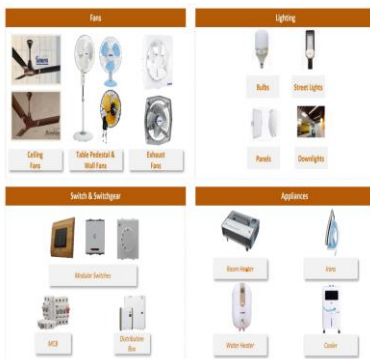 Fans
Lighting
Ceiling
Fans
Table Pedestal &
Wall Fans
Exhaust
Fans
Bulbs
Street Lights
Panels
Downlights
Switch & Switchgear
Appliances
Modular Switches
MCB
Distribution
Box
Room Heater
Irons
Water Heater
Cooler